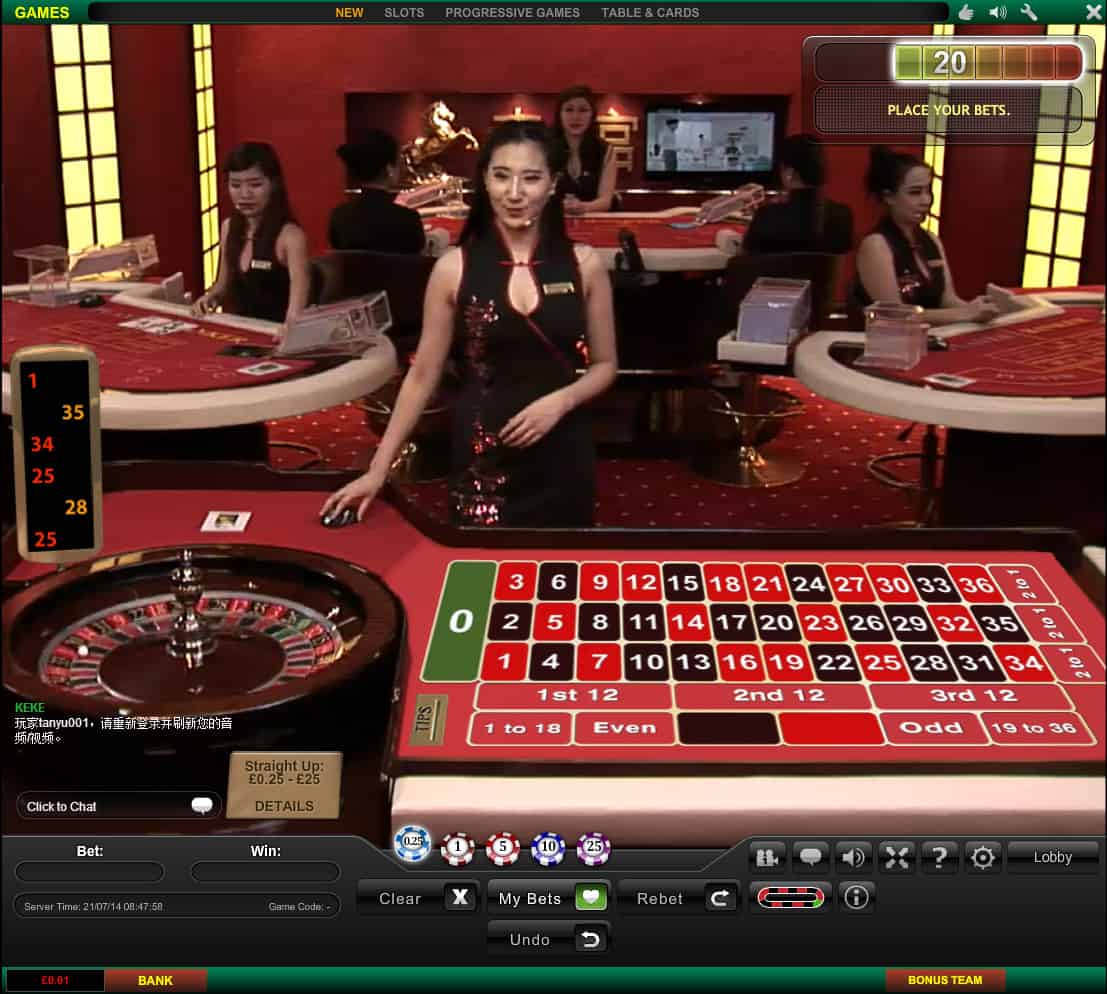 GAMES
NEW SLOTS PROGRESSIVE GAMES TABLE & CARDS
20
PLACE YOUR BETS.
1
35
34
25
28
25
3 6 9 12 15 18 21 24 27 30 33 36 2 to 1
0 2 5 8 11 14 17 20 23 26 29 32 35 2 to 1
1 4 7 10 13 16 19 22 25 28 31 34 2 to 1
1st 12 2nd 12 3rd 12
TIPS
1 to 18 Even Odd 19 to 36
KEKE
玩家tanyu001，请重新登录并刷新您的音
频/视频。
Straight Up:
£0.25 - £25
DETAILS
Click to Chat
Bet: Win:
0.25 1 5 10 25
? Lobby
Server Time: 21/07/14 08:47:58 Game Code: -
Clear X My Bets Rebet
Undo
£0.01 BANK BONUS TEAM